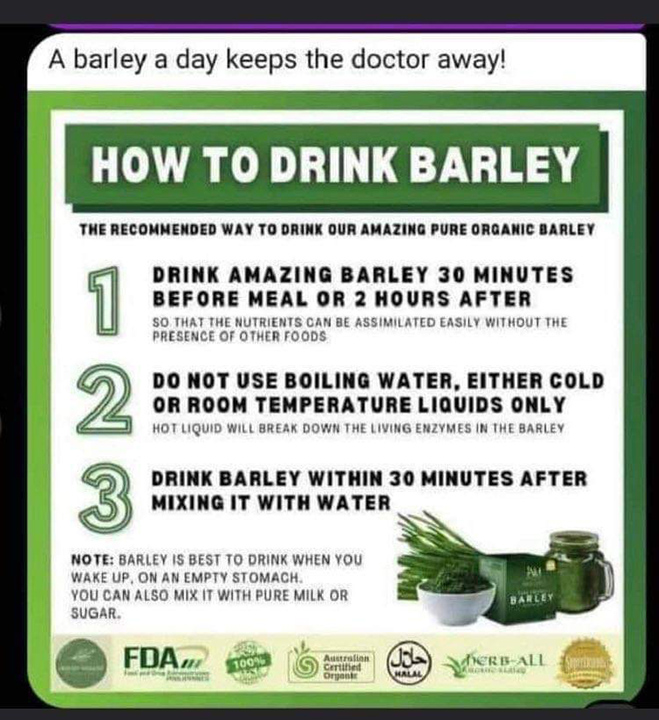 A barley a day keeps the doctor away!
HOW TO DRINK BARLEY
THE RECOMMENDED WAY TO DRINK OUR AMAZING PURE ORGANIC BARLEY
1
DRINK AMAZING BARLEY 30 MINUTES
BEFORE MEAL OR 2 HOURS AFTER
SO THAT THE NUTRIENTS CAN BE ASSIMILATED EASILY WITHOUT THE
PRESENCE OF OTHER FOODS
2
DO NOT USE BOILING WATER, EITHER COLD
OR ROOM TEMPERATURE LIQUIDS ONLY
HOT LIQUID WILL BREAK DOWN THE LIVING ENZYMES IN THE BARLEY
3
DRINK BARLEY WITHIN 30 MINUTES AFTER
MIXING IT WITH WATER
NOTE: BARLEY IS BEST TO DRINK WHEN YOU
WAKE UP, ON AN EMPTY STOMACH.
YOU CAN ALSO MIX IT WITH PURE MILK OR
SUGAR.
BARLEY
FDA
Food and Drug Administration
PHILIPPINES
100%
Australian
Certified
Organic
حلال
HALAL
HERB-ALL